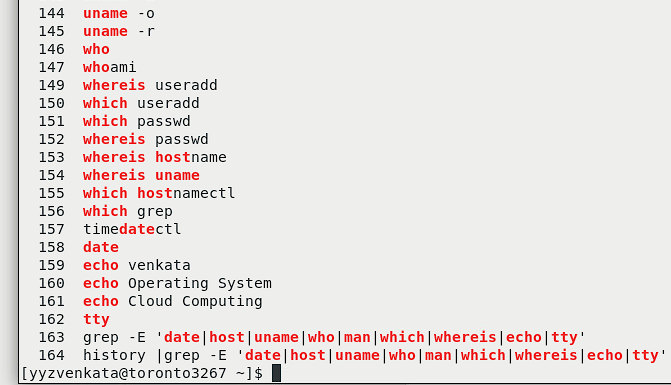 144 uname -o
145 uname -r
146 who
147 whoami
149 whereis useradd
150 which useradd
151 which passwd
152 whereis passwd
153 whereis hostname
154 whereis uname
155 which hostnamectl
156 which grep
157 timedatectl
158 date
159 echo venkata
160 echo Operating System
161 echo Cloud Computing
162 tty
163 grep -E 'date|host|uname|who|man|which|whereis|echo|tty'
164 history |grep -E 'date|host|uname|who|man|which|whereis|echo|tty'
[yyzvenkata@toronto3267 ~]$